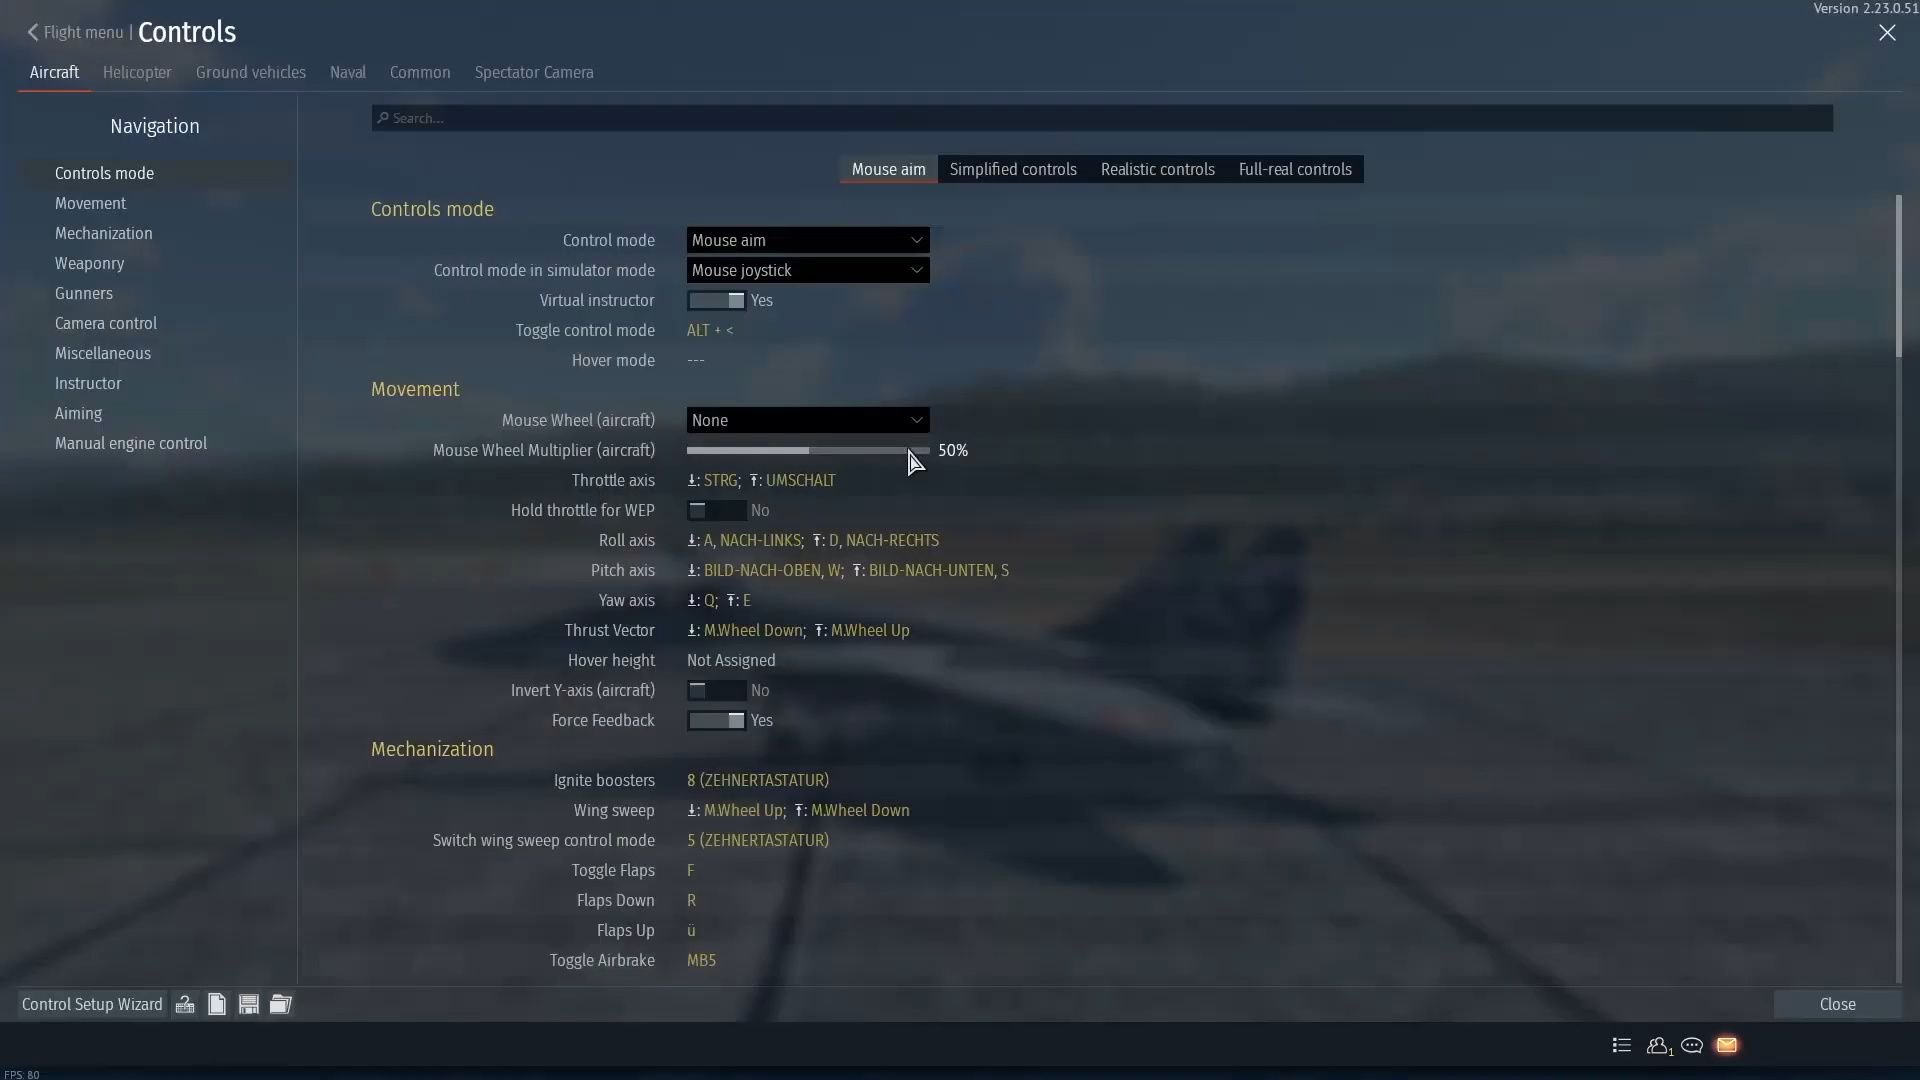 Version 2.23.0.51
Flight menu | Controls
Aircraft Helicopter Ground vehicles Naval Common Spectator Camera
Navigation
Controls mode
Movement
Mechanization
Weaponry
Gunners
Camera control
Miscellaneous
Instructor
Aiming
Manual engine control
Search...
Mouse aim Simplified controls Realistic controls Full-real controls
Controls mode
Control mode Mouse aim
Control mode in simulator mode Mouse joystick
Virtual instructor Yes
Toggle control mode ALT + <
Hover mode ---
Movement
Mouse Wheel (aircraft) None
Mouse Wheel Multiplier (aircraft) 50%
Throttle axis ↓: STRG; ↑: UMSCHALT
Hold throttle for WEP No
Roll axis ↓: A, NACH-LINKS; ↑: D, NACH-RECHTS
Pitch axis ↓: BILD-NACH-OBEN, W; ↑: BILD-NACH-UNTEN, S
Yaw axis ↓: Q; ↑: E
Thrust Vector ↓: M.Wheel Down; ↑: M.Wheel Up
Hover height Not Assigned
Invert Y-axis (aircraft) No
Force Feedback Yes
Mechanization
Ignite boosters 8 (ZEHNERTASTATUR)
Wing sweep ↓: M.Wheel Up; ↑: M.Wheel Down
Switch wing sweep control mode 5 (ZEHNERTASTATUR)
Toggle Flaps F
Flaps Down R
Flaps Up ü
Toggle Airbrake MB5
Control Setup Wizard
Close
1
FPS: 80